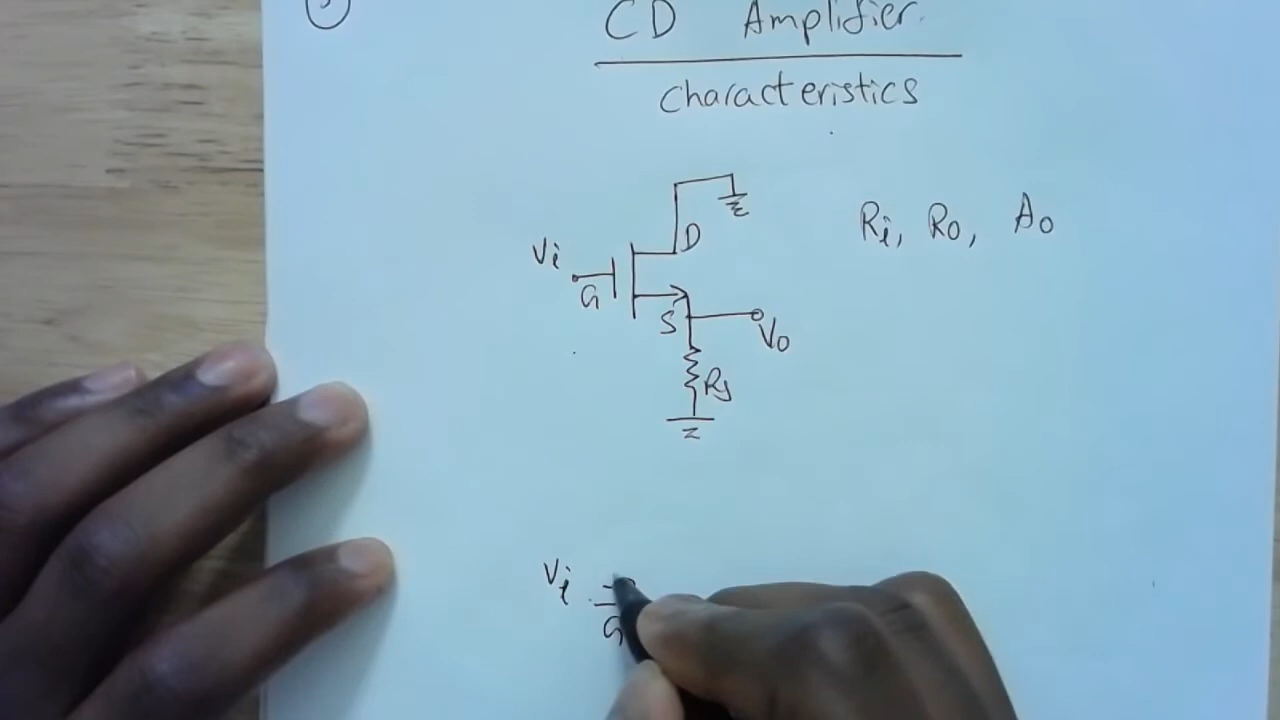 CD Amplifier
Characteristics
Ri, Ro, Ao
D
Vi
G
S
Vo
Rs
Vi
G